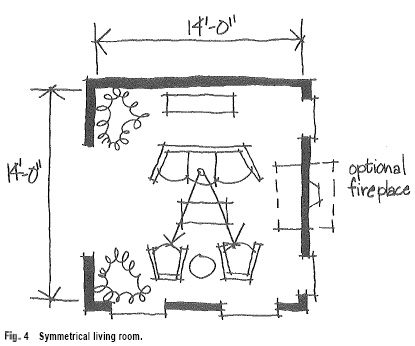 14'-0"
14'-0"
optional
fireplace
Fig. 4 Symmetrical living room.